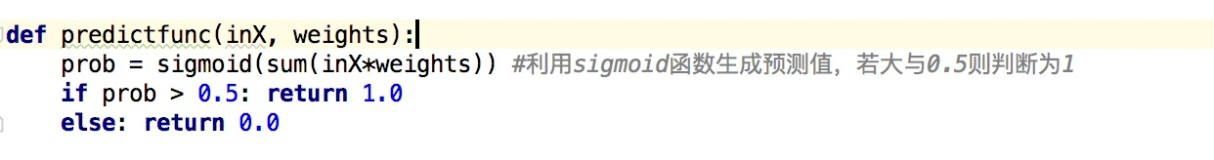 def predictfunc(inX, weights):
    prob = sigmoid(sum(inX*weights)) #利用sigmoid函数生成预测值，若大与0.5则判断为1
    if prob > 0.5: return 1.0
    else: return 0.0